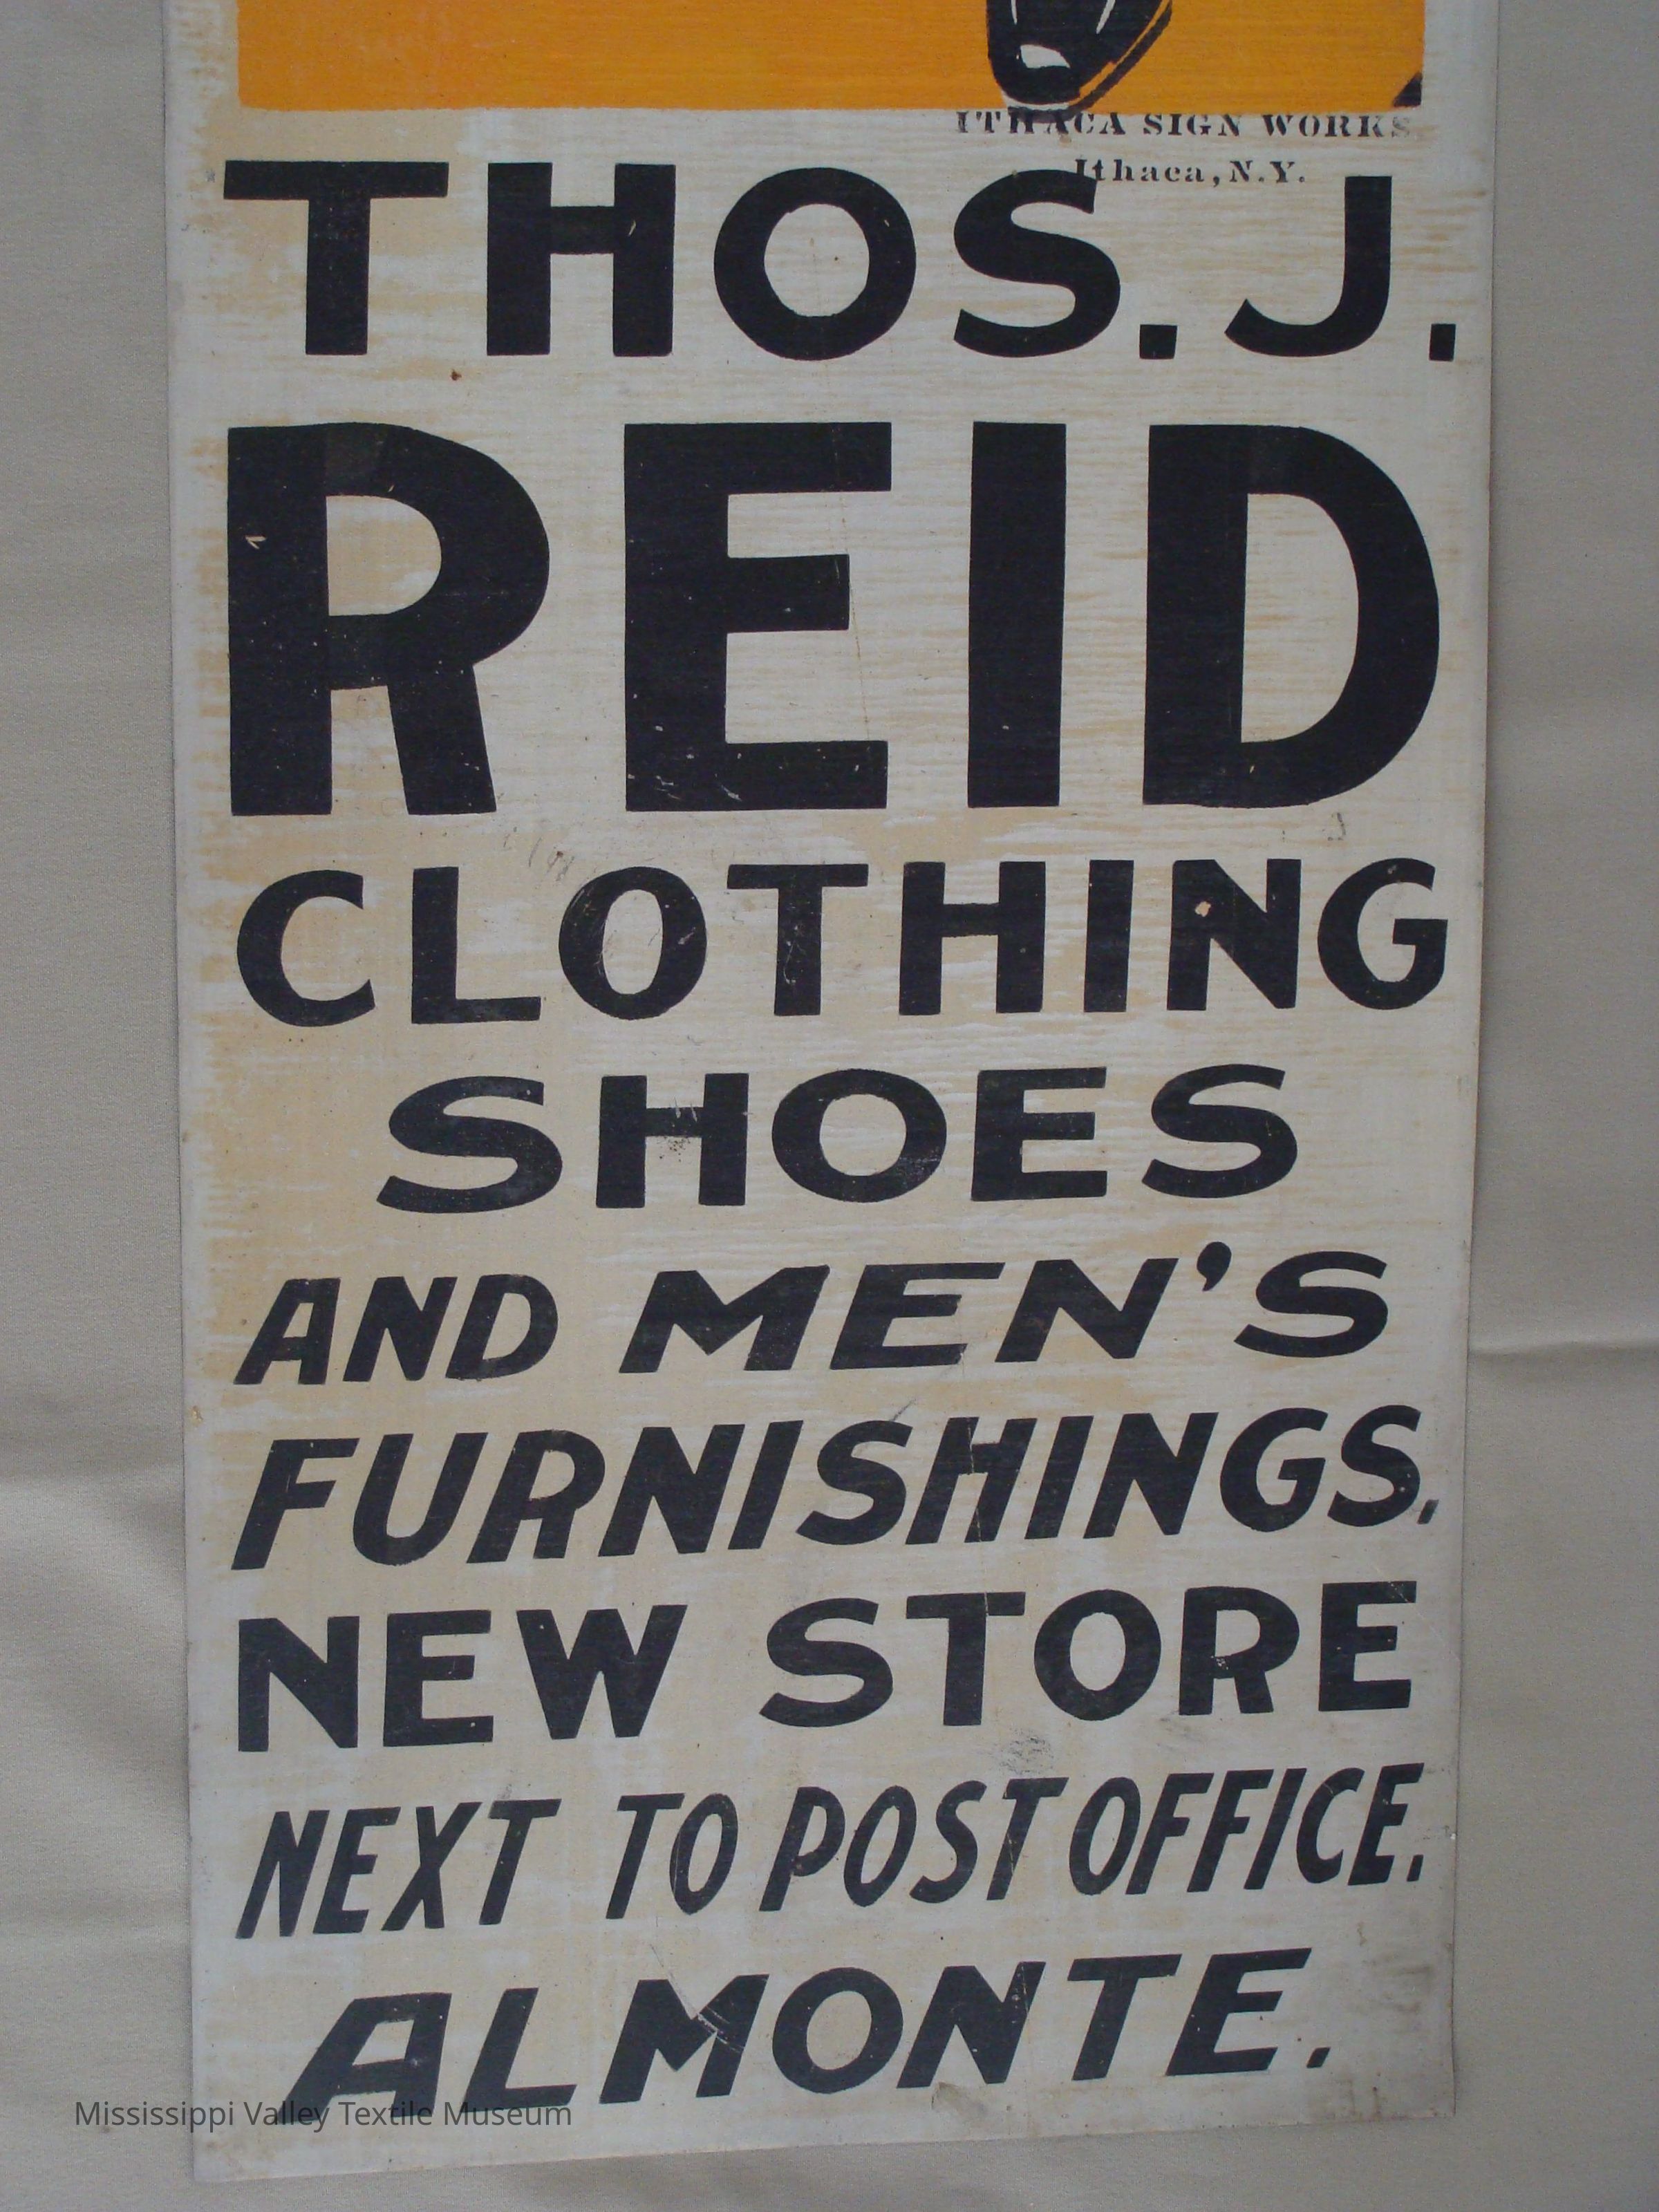 ITHACA SIGN WORKS
Ithaca, N.Y.
THOS. J.
REID
CLOTHING
SHOES
AND MEN'S
FURNISHINGS.
NEW STORE
NEXT TO POST OFFICE.
ALMONTE.
Mississippi Valley Textile Museum